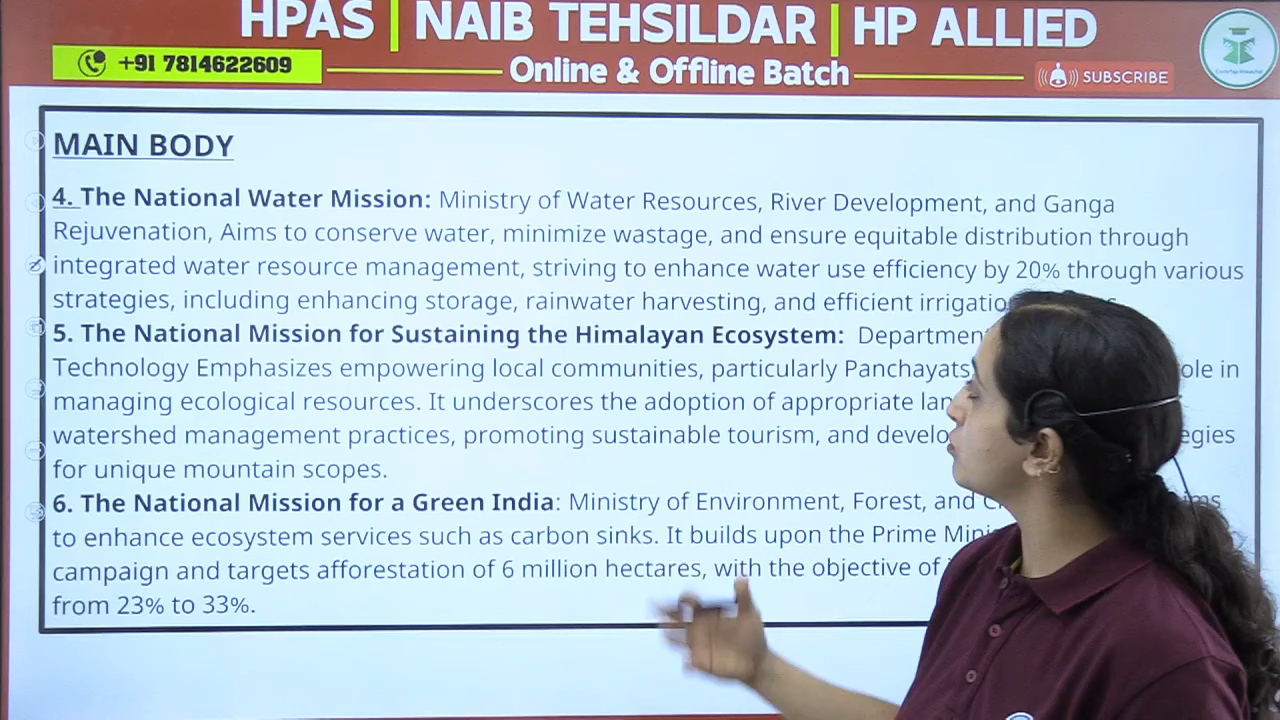 HPAS | NAIB TEHSILDAR | HP ALLIED
+91 7814622609
Online & Offline Batch
SUBSCRIBE
MAIN BODY
4. The National Water Mission: Ministry of Water Resources, River Development, and Ganga
Rejuvenation, Aims to conserve water, minimize wastage, and ensure equitable distribution through
integrated water resource management, striving to enhance water use efficiency by 20% through various
strategies, including enhancing storage, rainwater harvesting, and efficient
5. The National Mission for Sustaining the Himalayan Ecosystem:
Technology Emphasizes empowering local communities, particularly Panchayats, in
managing ecological resources. It underscores the adoption of appropriate
watershed management practices, promoting sustainable tourism, and
for unique mountain scopes.
6. The National Mission for a Green India: Ministry of Environment, Forest, and
to enhance ecosystem services such as carbon sinks. It builds upon the Prime
campaign and targets afforestation of 6 million hectares, with the objective of
from 23% to 33%.